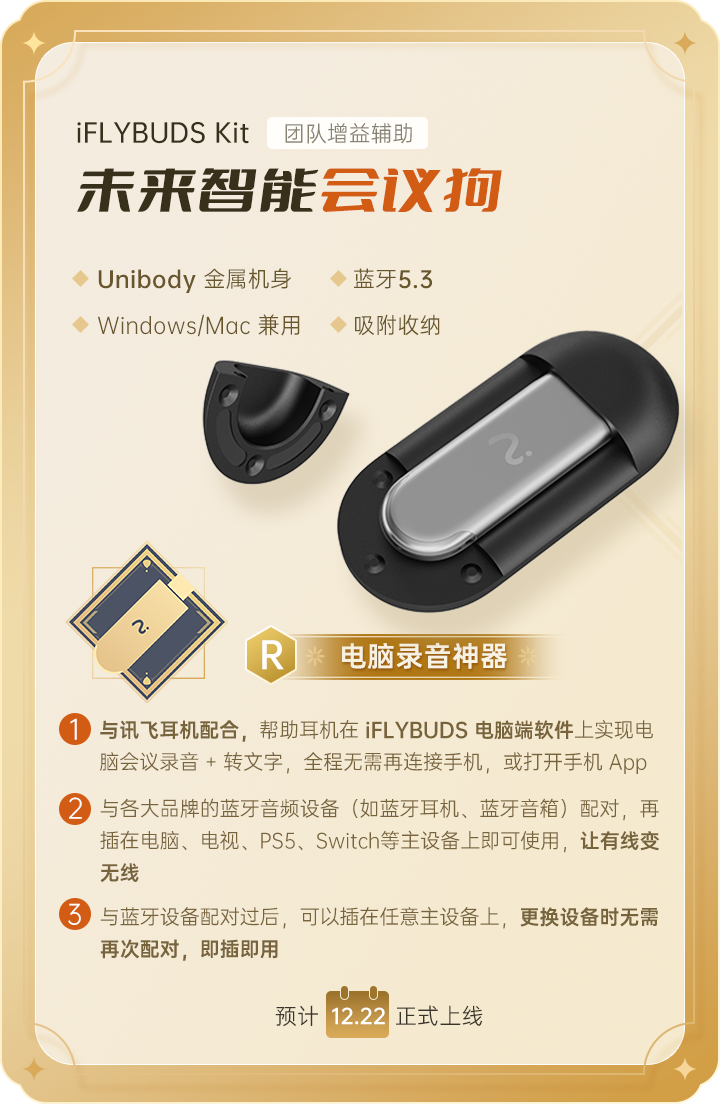 iFLYBUDS Kit 团队增益辅助
未来智能会议狗
Unibody 金属机身 蓝牙5.3
Windows/Mac 兼用 吸附收纳
R 电脑录音神器
1 与讯飞耳机配合，帮助耳机在 iFLYBUDS 电脑端软件上实现电
脑会议录音 + 转文字，全程无需再连接手机，或打开手机 App
2 与各大品牌的蓝牙音频设备（如蓝牙耳机、蓝牙音箱）配对，再
插在电脑、电视、PS5、Switch等主设备上即可使用，让有线变
无线
3 与蓝牙设备配对过后，可以插在任意主设备上，更换设备时无需
再次配对，即插即用
预计 12.22 正式上线